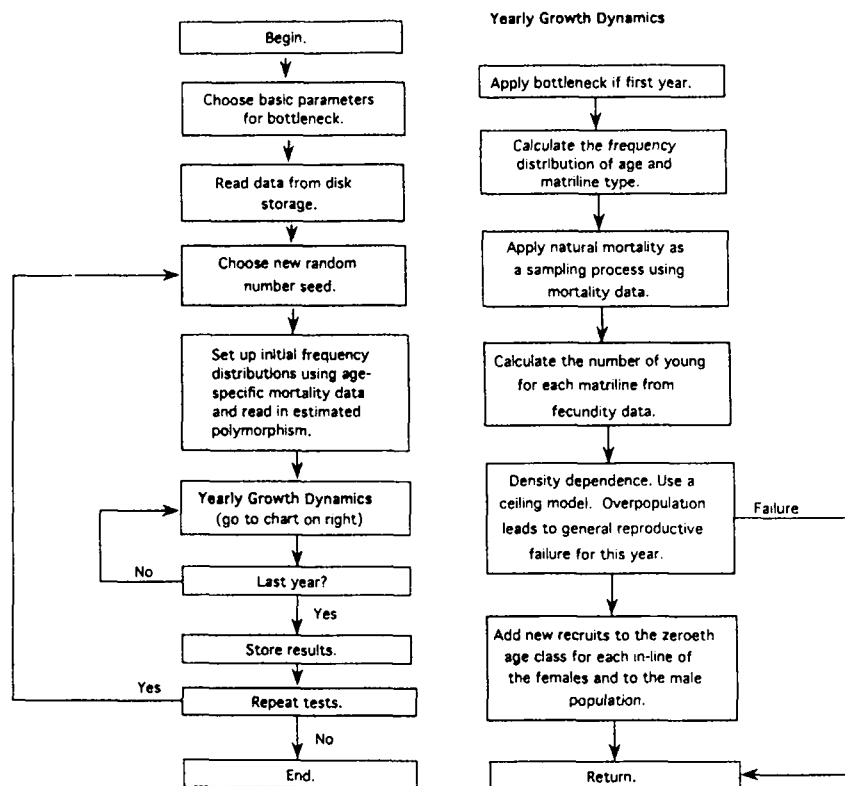 Begin.
Choose basic parameters
for bottleneck.
Read data from disk
storage.
Choose new random
number seed.
Set up initial frequency
distributions using age-
specific mortality data
and read in estimated
polymorphism.
Yearly Growth Dynamics
(go to chart on right)
No
Last year?
Yes
Store results.
Yes
Repeat tests.
No
End.
Yearly Growth Dynamics
Apply bottleneck if first year.
Calculate the frequency
distribution of age and
matriline type.
Apply natural mortality as
a sampling process using
mortality data.
Calculate the number of young
for each matriline from
fecundity data.
Density dependence. Use a
ceiling model. Overpopulation
leads to general reproductive
failure for this year.
Failure
Add new recruits to the zeroeth
age class for each m-line of
the females and to the male
population.
Return.